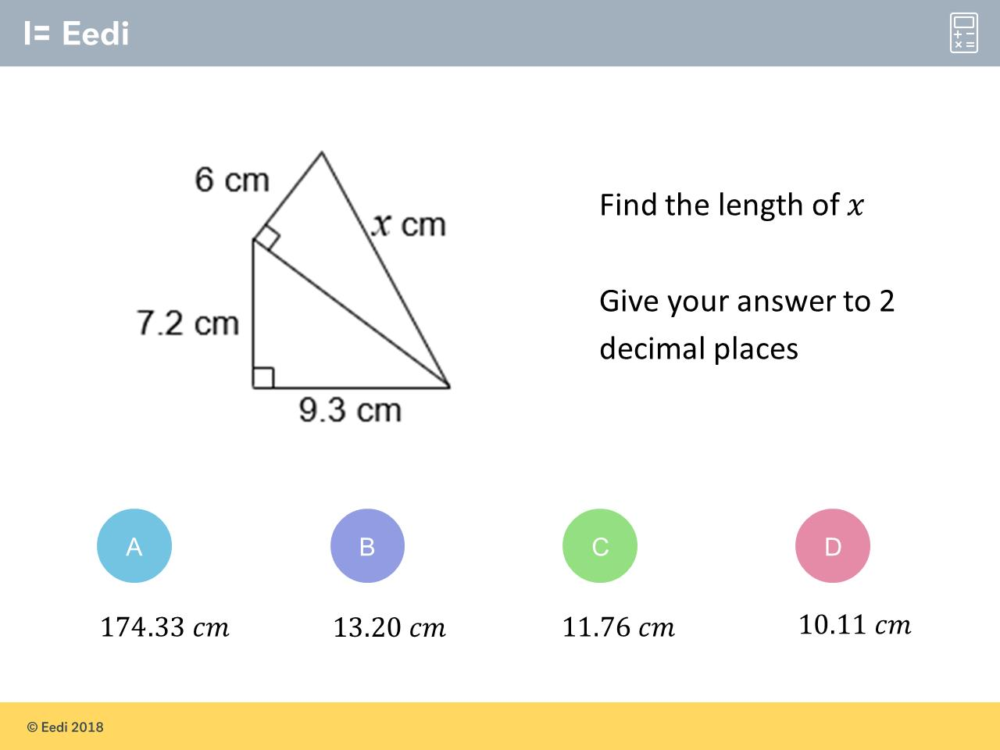 Eedi
6 cm
x cm
7.2 cm
9.3 cm
Find the length of x
Give your answer to 2
decimal places
A
B
C
D
174.33 cm
13.20 cm
11.76 cm
10.11 cm
© Eedi 2018